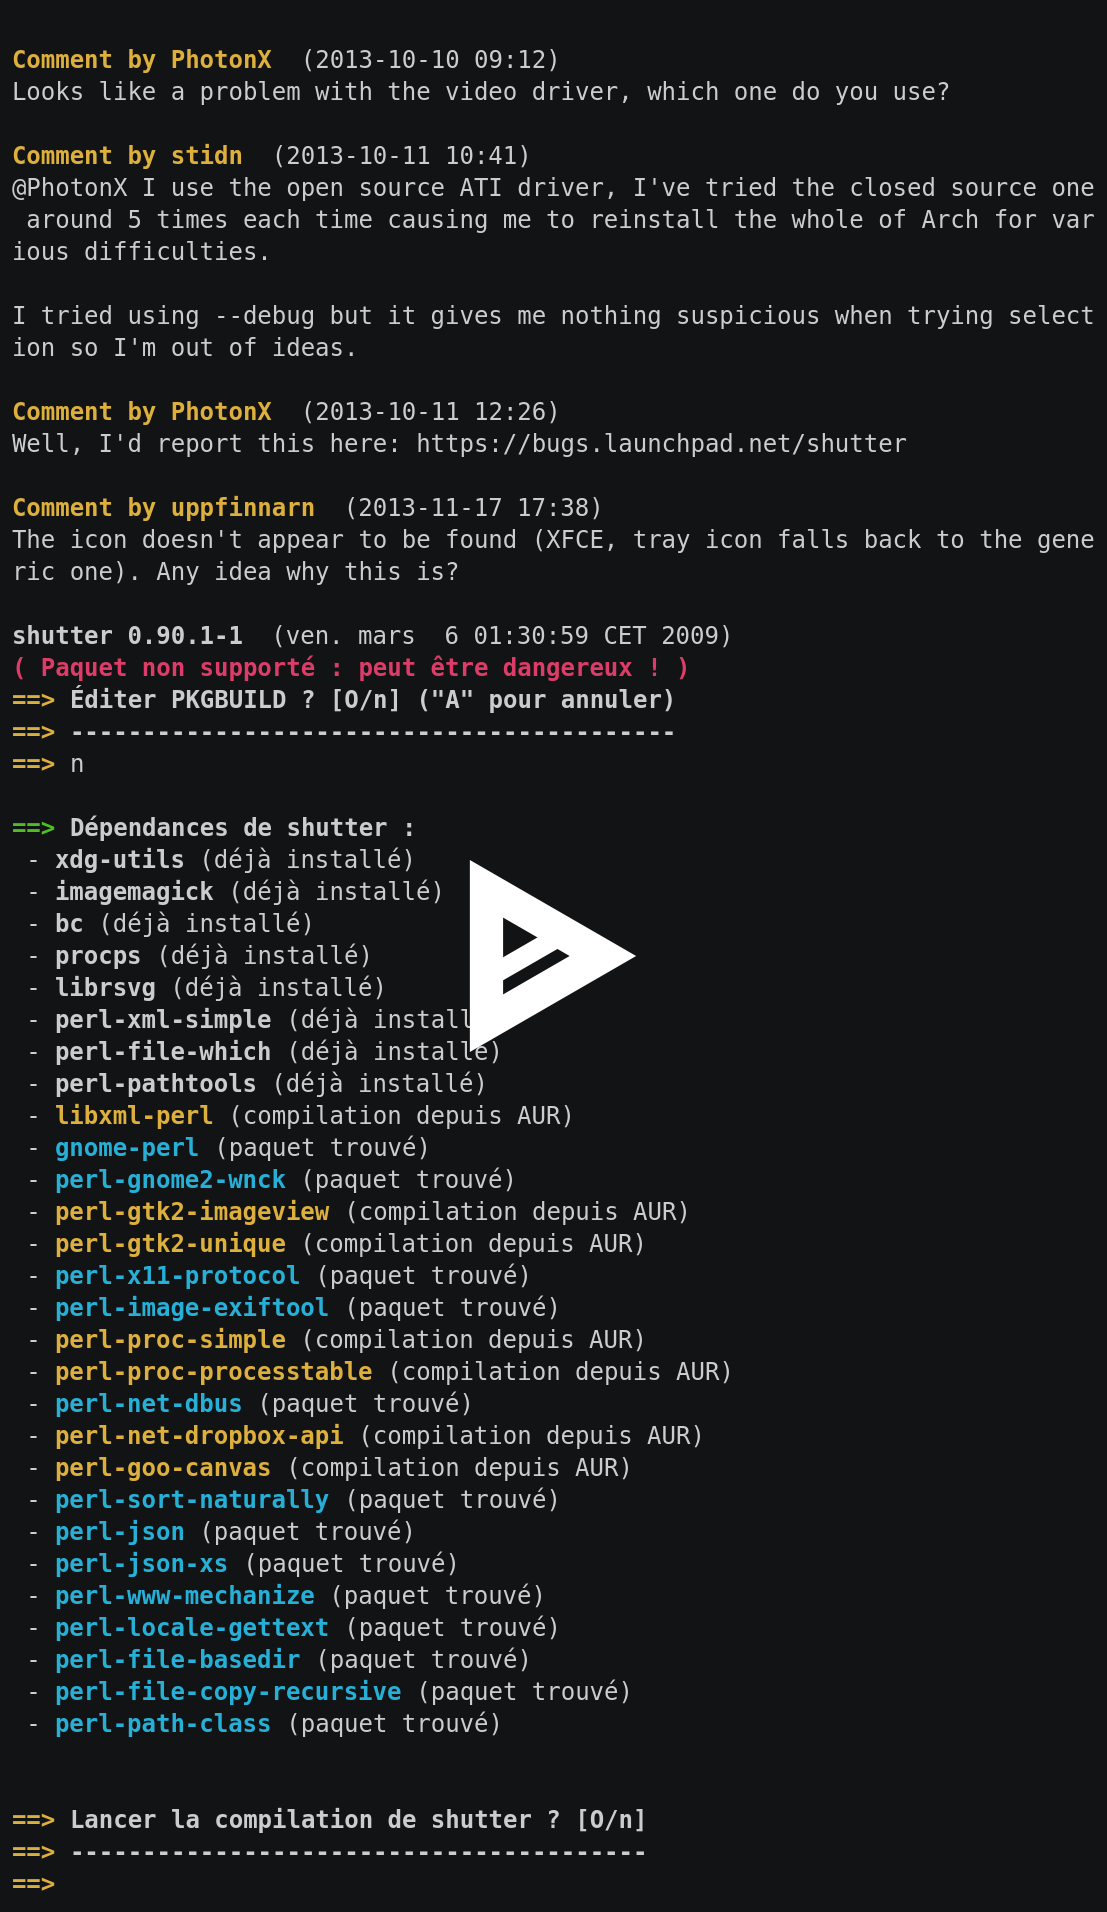 Comment by PhotonX  (2013-10-10 09:12)
Looks like a problem with the video driver, which one do you use?
Comment by stidn  (2013-10-11 10:41)
@PhotonX I use the open source ATI driver, I've tried the closed source one
 around 5 times each time causing me to reinstall the whole of Arch for var
ious difficulties.
I tried using --debug but it gives me nothing suspicious when trying select
ion so I'm out of ideas.
Comment by PhotonX  (2013-10-11 12:26)
Well, I'd report this here: https://bugs.launchpad.net/shutter
Comment by uppfinnarn  (2013-11-17 17:38)
The icon doesn't appear to be found (XFCE, tray icon falls back to the gene
ric one). Any idea why this is?
shutter 0.90.1-1  (ven. mars  6 01:30:59 CET 2009)
( Paquet non supporté : peut être dangereux ! )
==> Éditer PKGBUILD ? [O/n] ("A" pour annuler)
==> ------------------------------------------
==> n
==> Dépendances de shutter :
 - xdg-utils (déjà installé)
 - imagemagick (déjà installé)
 - bc (déjà installé)
 - procps (déjà installé)
 - librsvg (déjà installé)
 - perl-xml-simple (déjà install
 - perl-file-which (déjà installé)
 - perl-pathtools (déjà installé)
 - libxml-perl (compilation depuis AUR)
 - gnome-perl (paquet trouvé)
 - perl-gnome2-wnck (paquet trouvé)
 - perl-gtk2-imageview (compilation depuis AUR)
 - perl-gtk2-unique (compilation depuis AUR)
 - perl-x11-protocol (paquet trouvé)
 - perl-image-exiftool (paquet trouvé)
 - perl-proc-simple (compilation depuis AUR)
 - perl-proc-processtable (compilation depuis AUR)
 - perl-net-dbus (paquet trouvé)
 - perl-net-dropbox-api (compilation depuis AUR)
 - perl-goo-canvas (compilation depuis AUR)
 - perl-sort-naturally (paquet trouvé)
 - perl-json (paquet trouvé)
 - perl-json-xs (paquet trouvé)
 - perl-www-mechanize (paquet trouvé)
 - perl-locale-gettext (paquet trouvé)
 - perl-file-basedir (paquet trouvé)
 - perl-file-copy-recursive (paquet trouvé)
 - perl-path-class (paquet trouvé)
==> Lancer la compilation de shutter ? [O/n]
==> ----------------------------------------
==>